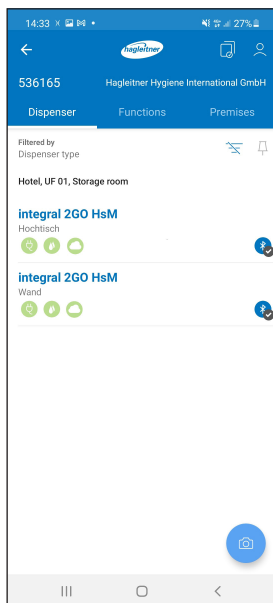 14:33
27%
hagleitner
536165 Hagleitner Hygiene International GmbH
Dispenser Functions Premises
Filtered by
Dispenser type
Hotel, UF 01, Storage room
integral 2GO HsM
Hochtisch
integral 2GO HsM
Wand